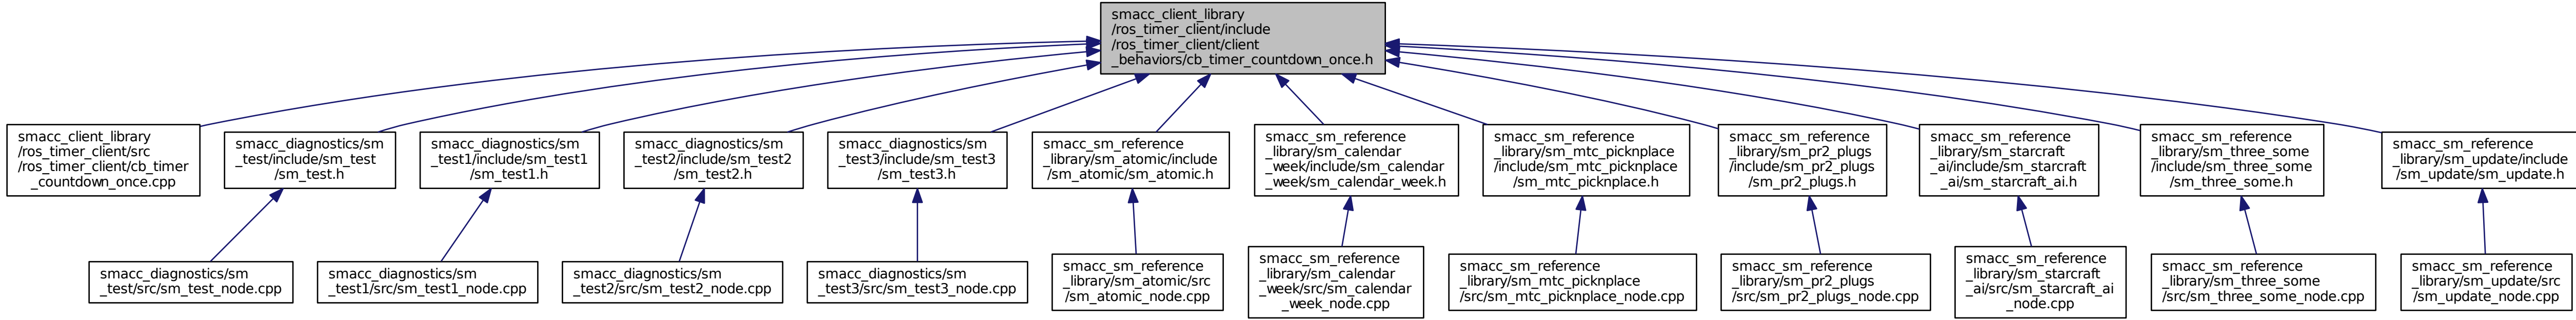 smacc_client_library
/ros_timer_client/include
/ros_timer_client/client
_behaviors/cb_timer_countdown_once.h
smacc_client_library
/ros_timer_client/src
/ros_timer_client/cb_timer
_countdown_once.cpp
smacc_diagnostics/sm
_test/include/sm_test
/sm_test.h
smacc_diagnostics/sm
_test1/include/sm_test1
/sm_test1.h
smacc_diagnostics/sm
_test2/include/sm_test2
/sm_test2.h
smacc_diagnostics/sm
_test3/include/sm_test3
/sm_test3.h
smacc_sm_reference
_library/sm_atomic/include
/sm_atomic/sm_atomic.h
smacc_sm_reference
_library/sm_calendar
_week/include/sm_calendar
_week/sm_calendar_week.h
smacc_sm_reference
_library/sm_mtc_picknplace
/include/sm_mtc_picknplace
/sm_mtc_picknplace.h
smacc_sm_reference
_library/sm_pr2_plugs
/include/sm_pr2_plugs
/sm_pr2_plugs.h
smacc_sm_reference
_library/sm_starcraft
_ai/include/sm_starcraft
_ai/sm_starcraft_ai.h
smacc_sm_reference
_library/sm_three_some
/include/sm_three_some
/sm_three_some.h
smacc_sm_reference
_library/sm_update/include
/sm_update/sm_update.h
smacc_diagnostics/sm
_test/src/sm_test_node.cpp
smacc_diagnostics/sm
_test1/src/sm_test1_node.cpp
smacc_diagnostics/sm
_test2/src/sm_test2_node.cpp
smacc_diagnostics/sm
_test3/src/sm_test3_node.cpp
smacc_sm_reference
_library/sm_atomic/src
/sm_atomic_node.cpp
smacc_sm_reference
_library/sm_calendar
_week/src/sm_calendar
_week_node.cpp
smacc_sm_reference
_library/sm_mtc_picknplace
/src/sm_mtc_picknplace_node.cpp
smacc_sm_reference
_library/sm_pr2_plugs
/src/sm_pr2_plugs_node.cpp
smacc_sm_reference
_library/sm_starcraft
_ai/src/sm_starcraft_ai
_node.cpp
smacc_sm_reference
_library/sm_three_some
/src/sm_three_some_node.cpp
smacc_sm_reference
_library/sm_update/src
/sm_update_node.cpp